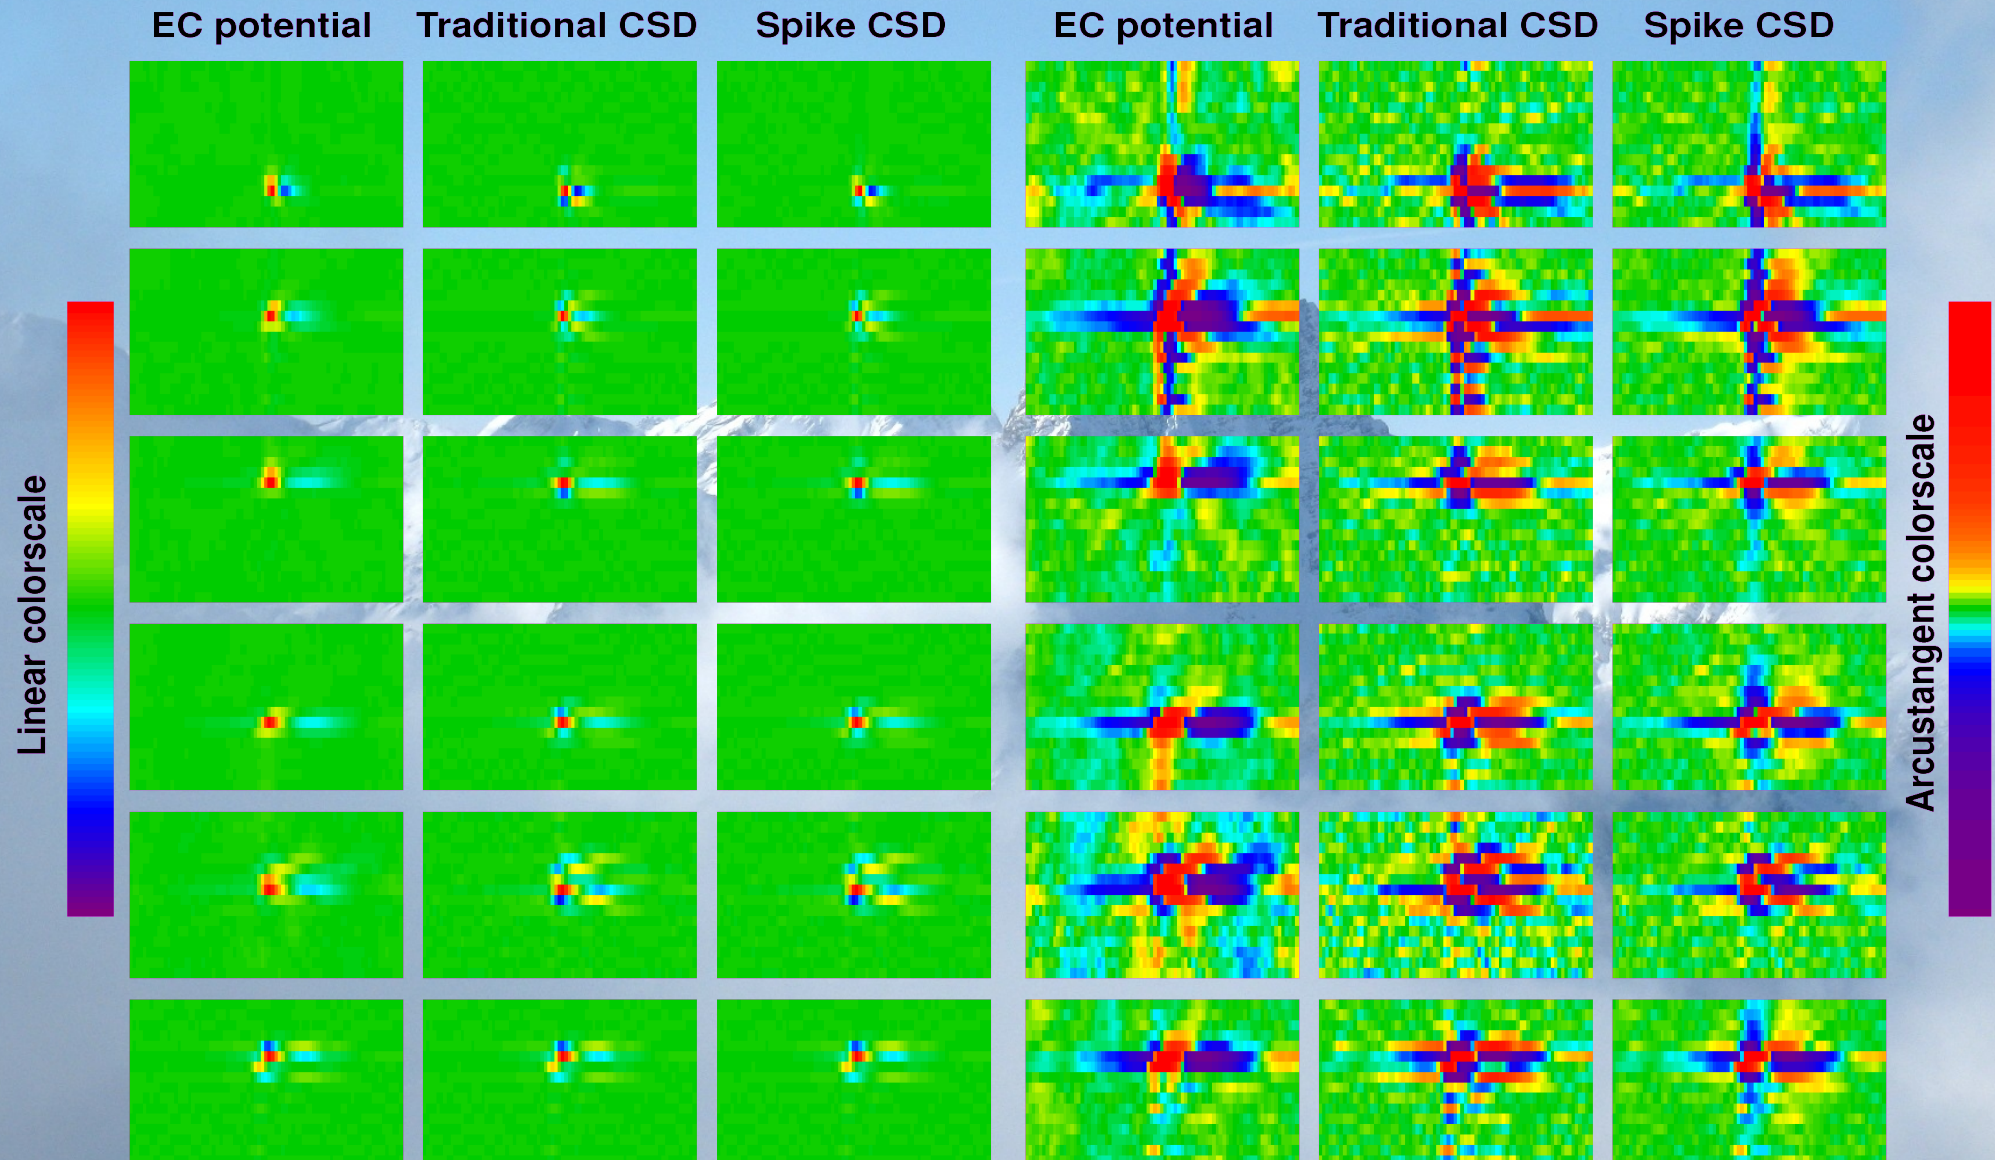 EC potential Traditional CSD Spike CSD EC potential Traditional CSD Spike CSD
Linear colorscale
Arcustangent colorscale